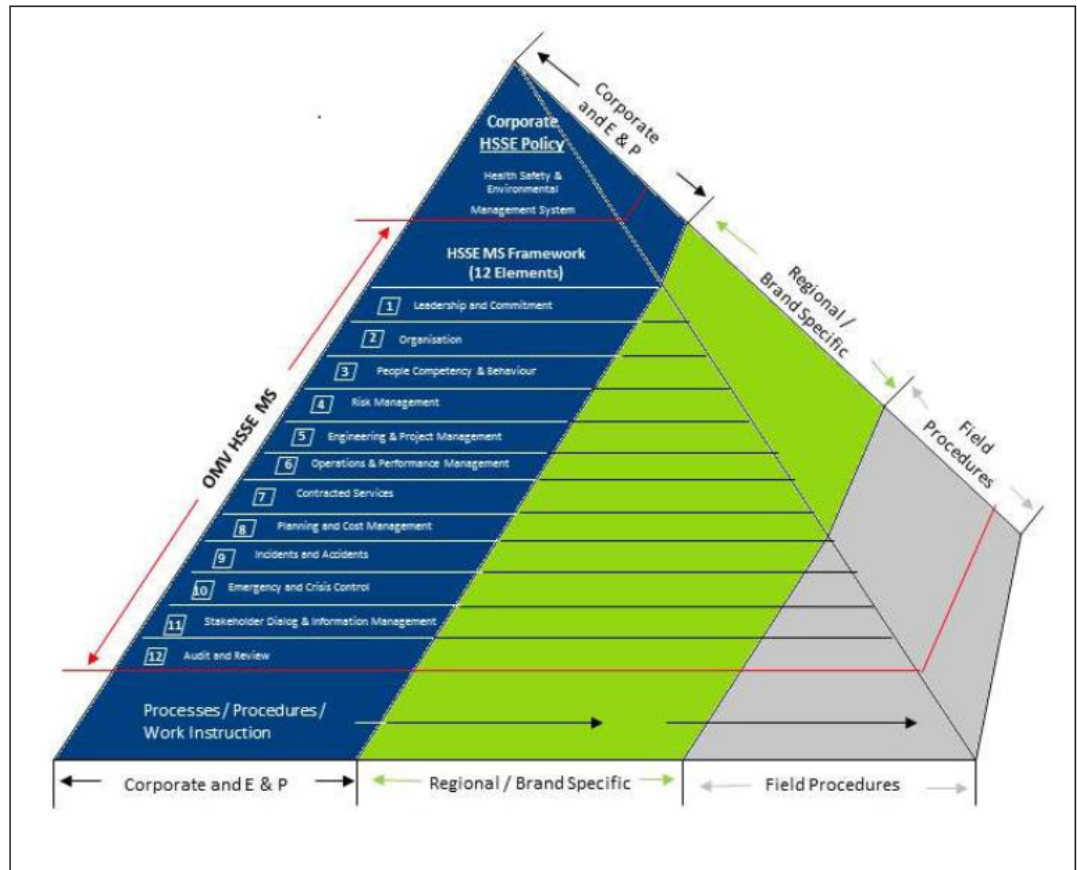 Corporate
HSSE Policy
Health Safety &
Environmental
Management System
HSSE MS Framework
(12 Elements)
1 Leadership and Commitment
2 Organisation
3 People Competency & Behaviour
4 Risk Management
5 Engineering & Project Management
6 Operations & Performance Management
7 Contracted Services
8 Planning and Cost Management
9 Incidents and Accidents
10 Emergency and Crisis Control
11 Stakeholder Dialog & Information Management
12 Audit and Review
Processes / Procedures /
Work Instruction
OMV HSSE MS
Corporate
and E & P
Regional /
Brand Specific
Field
Procedures
Corporate and E & P
Regional / Brand Specific
Field Procedures